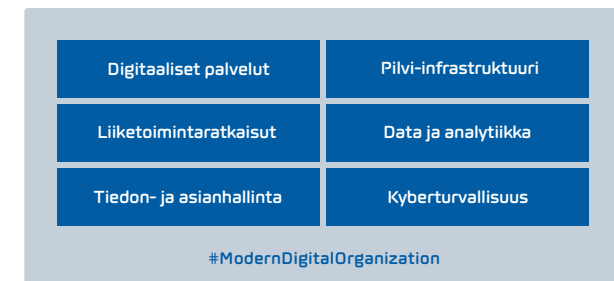 Digitaaliset palvelut
Pilvi-infrastruktuuri
Liiketoimintaratkaisut
Data ja analytiikka
Tiedon- ja asianhallinta
Kyberturvallisuus
#ModernDigitalOrganization